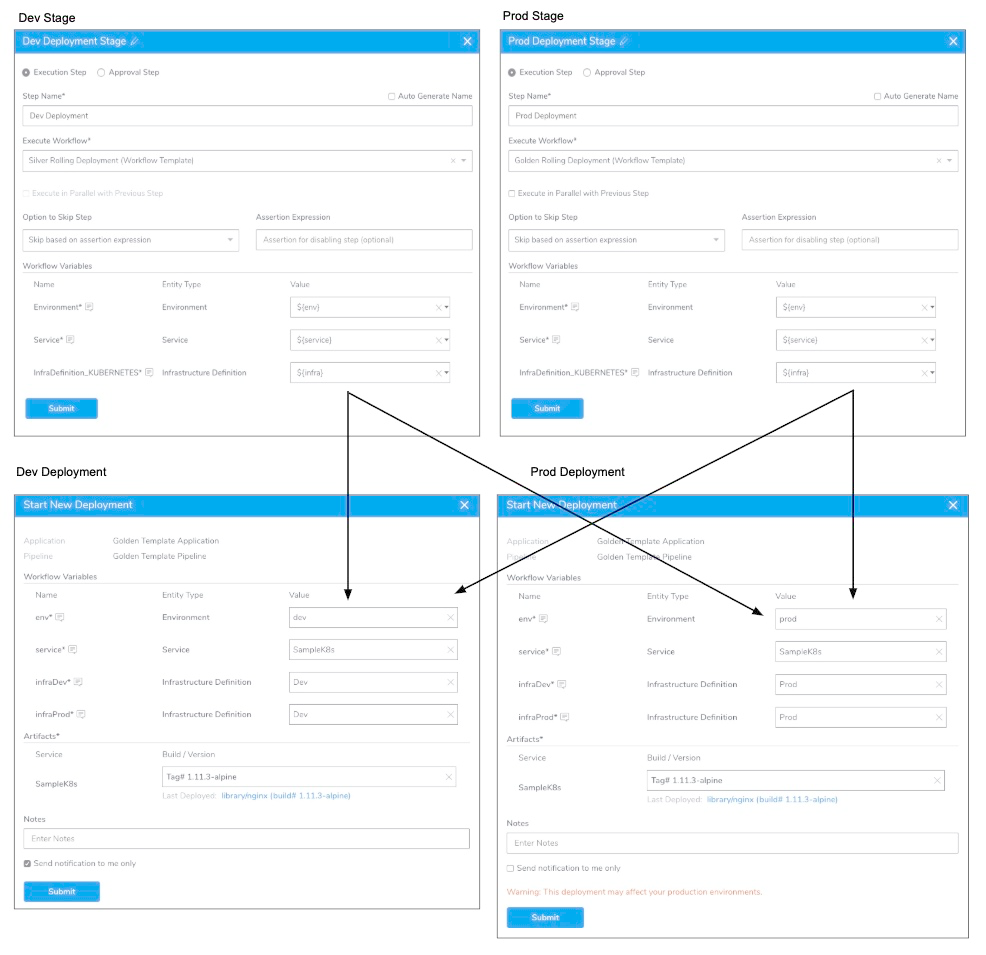 Dev Stage
Dev Deployment Stage
Execution Step Approval Step
Step Name* Auto Generate Name
Dev Deployment
Execute Workflow*
Silver Rolling Deployment (Workflow Template)
Execute in Parallel with Previous Step
Option to Skip Step Assertion Expression
Skip based on assertion expression Assertion for disabling step (optional)
Workflow Variables
Name Entity Type Value
Environment* Environment ${env}
Service* Service ${service}
InfraDefinition_KUBERNETES* Infrastructure Definition ${infra}
Submit
Prod Stage
Prod Deployment Stage
Execution Step Approval Step
Step Name* Auto Generate Name
Prod Deployment
Execute Workflow*
Golden Rolling Deployment (Workflow Template)
Execute in Parallel with Previous Step
Option to Skip Step Assertion Expression
Skip based on assertion expression Assertion for disabling step (optional)
Workflow Variables
Name Entity Type Value
Environment* Environment ${env}
Service* Service ${service}
InfraDefinition_KUBERNETES* Infrastructure Definition ${infra}
Submit
Dev Deployment
Start New Deployment
Application Golden Template Application
Pipeline Golden Template Pipeline
Workflow Variables
Name Entity Type Value
env* Environment dev
service* Service SampleK8s
infraDev* Infrastructure Definition Dev
infraProd* Infrastructure Definition Dev
Artifacts*
Service Build / Version
SampleK8s Tag# 1.11.3-alpine
Last Deployed: library/nginx (build# 1.11.3-alpine)
Notes
Enter Notes
Send notification to me only
Submit
Prod Deployment
Start New Deployment
Application Golden Template Application
Pipeline Golden Template Pipeline
Workflow Variables
Name Entity Type Value
env* Environment prod
service* Service SampleK8s
infraDev* Infrastructure Definition Prod
infraProd* Infrastructure Definition Prod
Artifacts*
Service Build / Version
SampleK8s Tag# 1.11.3-alpine
Last Deployed: library/nginx (build# 1.11.3-alpine)
Notes
Enter Notes
Send notification to me only
Warning: This deployment may affect your production environments.
Submit